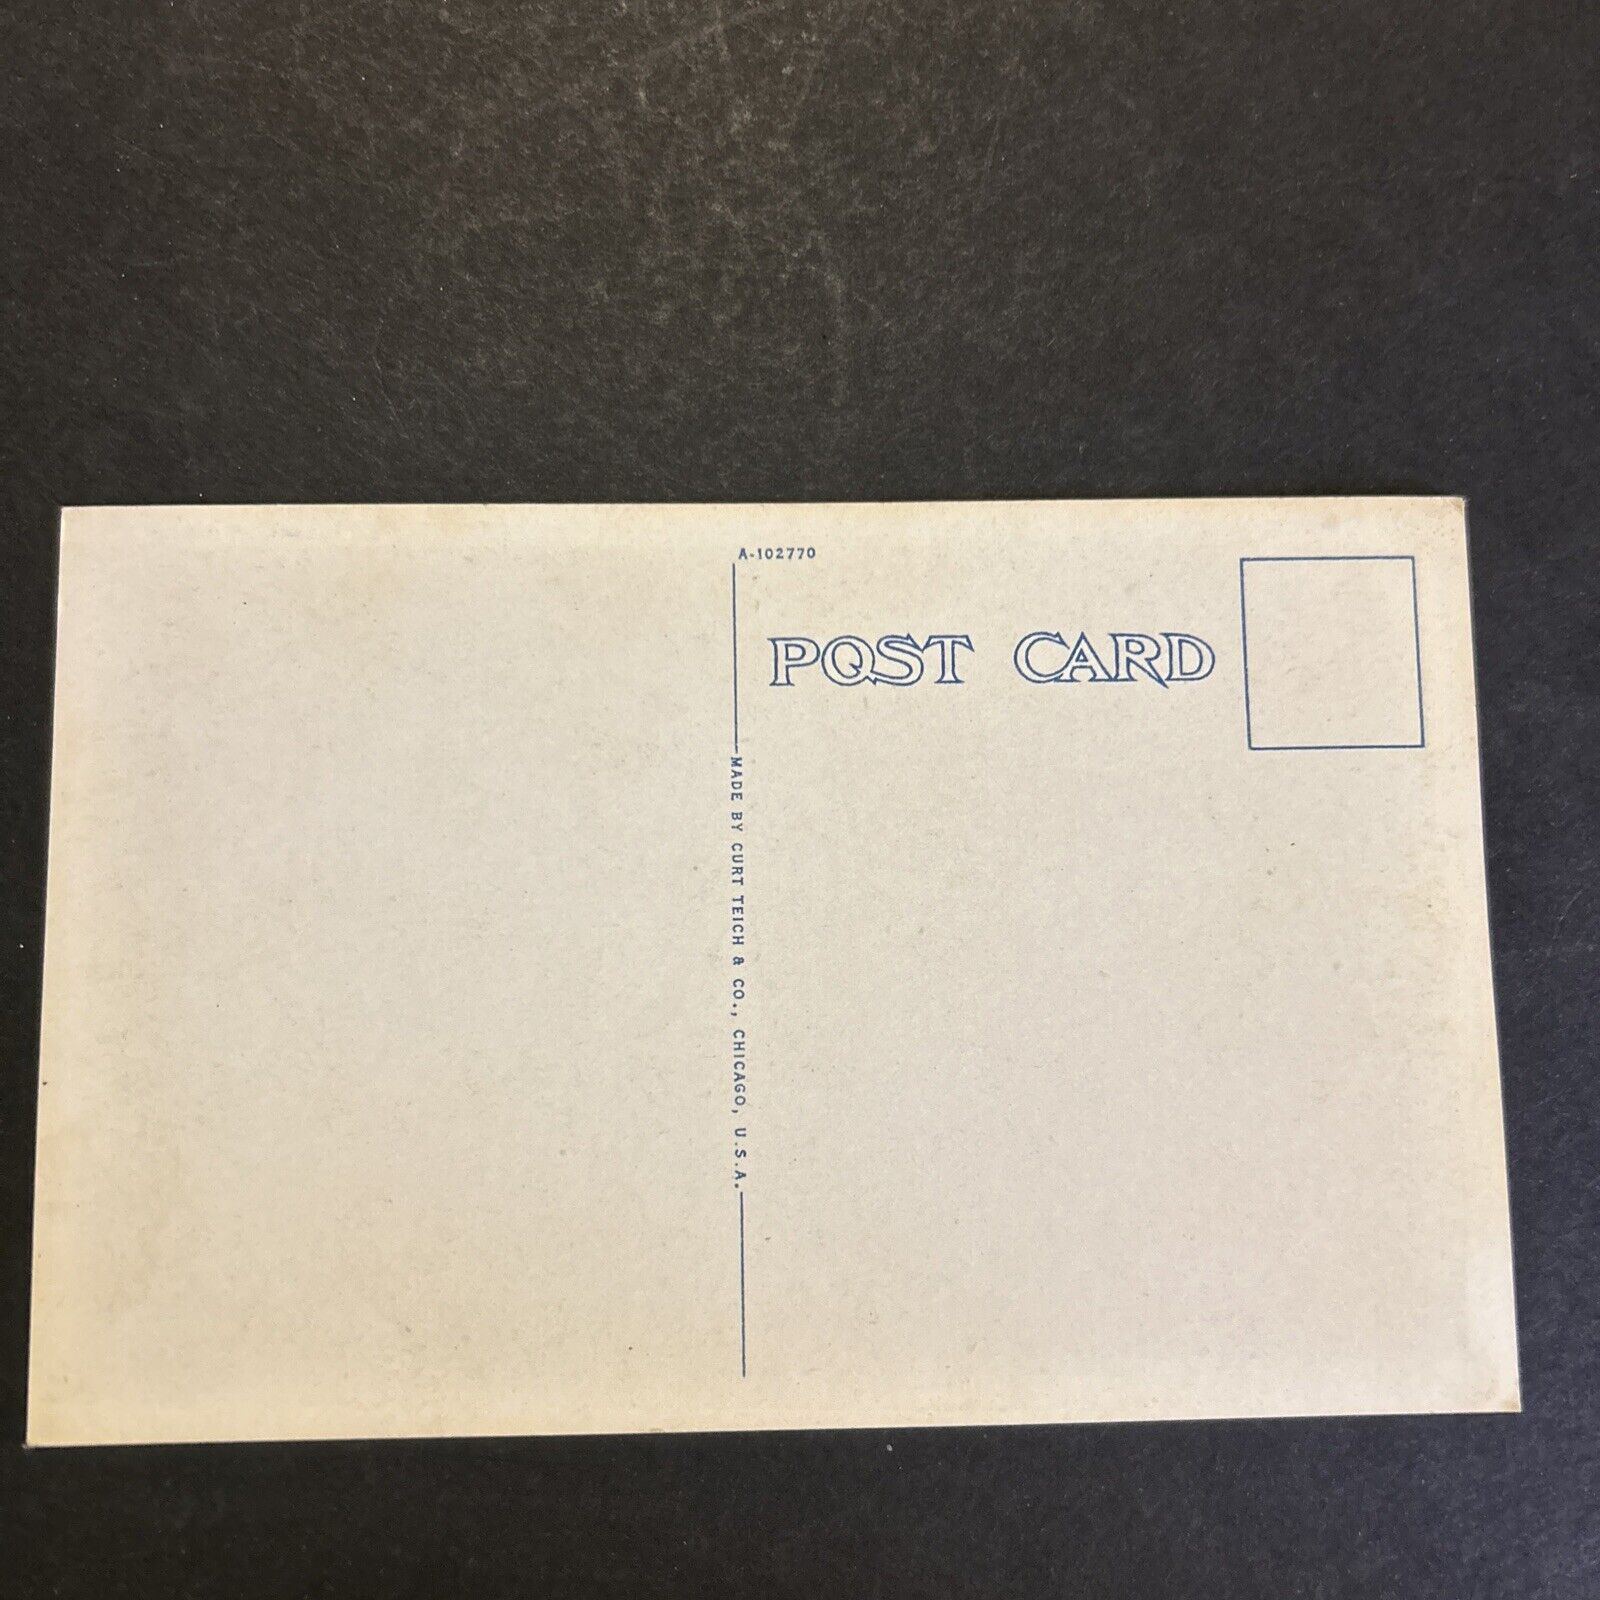 A-102770
POST CARD
MADE BY CURT TEICH & CO., CHICAGO, U.S.A.